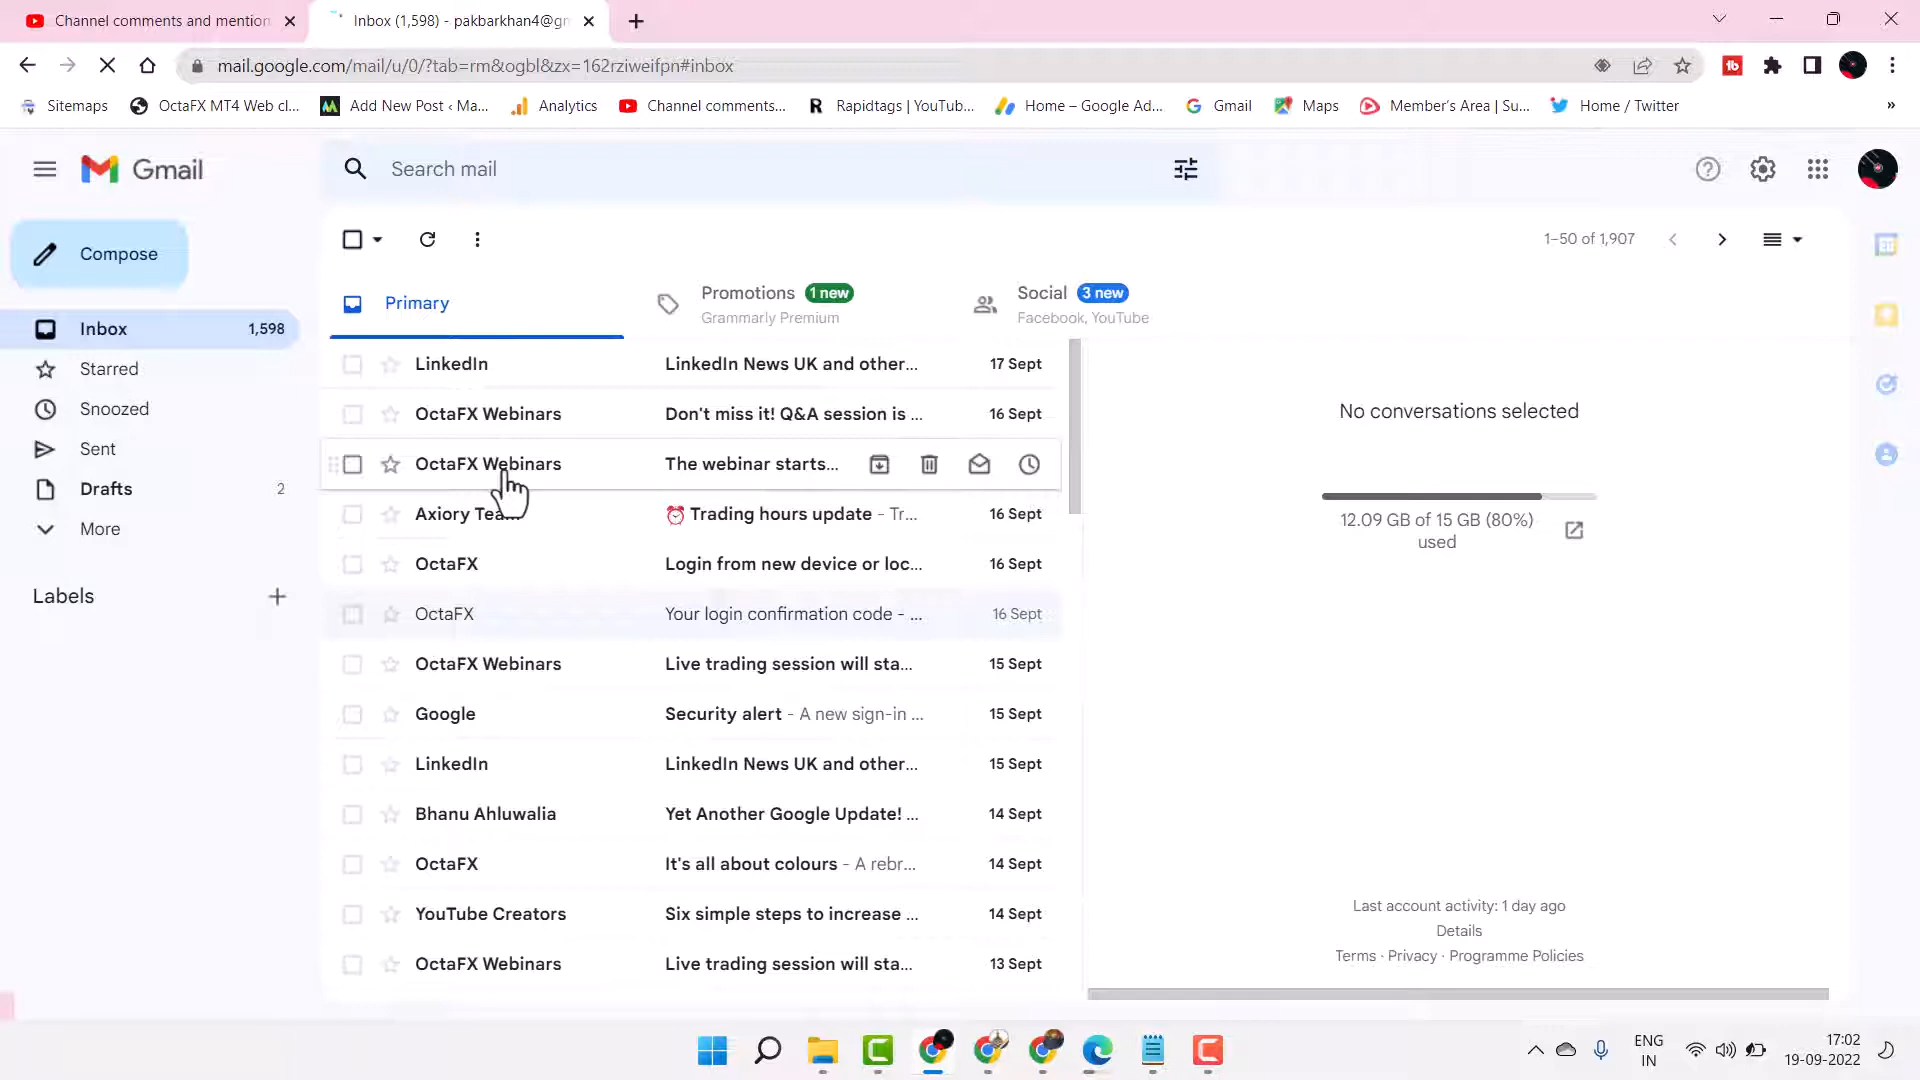 Channel comments and mention
Inbox (1,598) - pakbarkhan4@gm
mail.google.com/mail/u/0/?tab=rm&ogbl&zx=162rziweifpn#inbox
Sitemaps
OctaFX MT4 Web cl...
Add New Post ‹ Ma...
Analytics
Channel comments...
Rapidtags | YouTub...
Home – Google Ad...
Gmail
Maps
Member's Area | Su...
Home / Twitter
»
Gmail
Search mail
Compose
1–50 of 1,907
Primary
Promotions 1 new
Grammarly Premium
Social 3 new
Facebook, YouTube
Inbox 1,598
Starred
Snoozed
Sent
Drafts 2
More
Labels
LinkedIn LinkedIn News UK and other... 17 Sept
OctaFX Webinars Don't miss it! Q&A session is ... 16 Sept
OctaFX Webinars The webinar starts...
Axiory Team ⏰ Trading hours update - Tr... 16 Sept
OctaFX Login from new device or loc... 16 Sept
OctaFX Your login confirmation code - ... 16 Sept
OctaFX Webinars Live trading session will sta... 15 Sept
Google Security alert - A new sign-in ... 15 Sept
LinkedIn LinkedIn News UK and other... 15 Sept
Bhanu Ahluwalia Yet Another Google Update! ... 14 Sept
OctaFX It's all about colours - A rebr... 14 Sept
YouTube Creators Six simple steps to increase ... 14 Sept
OctaFX Webinars Live trading session will sta... 13 Sept
No conversations selected
12.09 GB of 15 GB (80%)
used
Last account activity: 1 day ago
Details
Terms · Privacy · Programme Policies
ENG
IN
17:02
19-09-2022